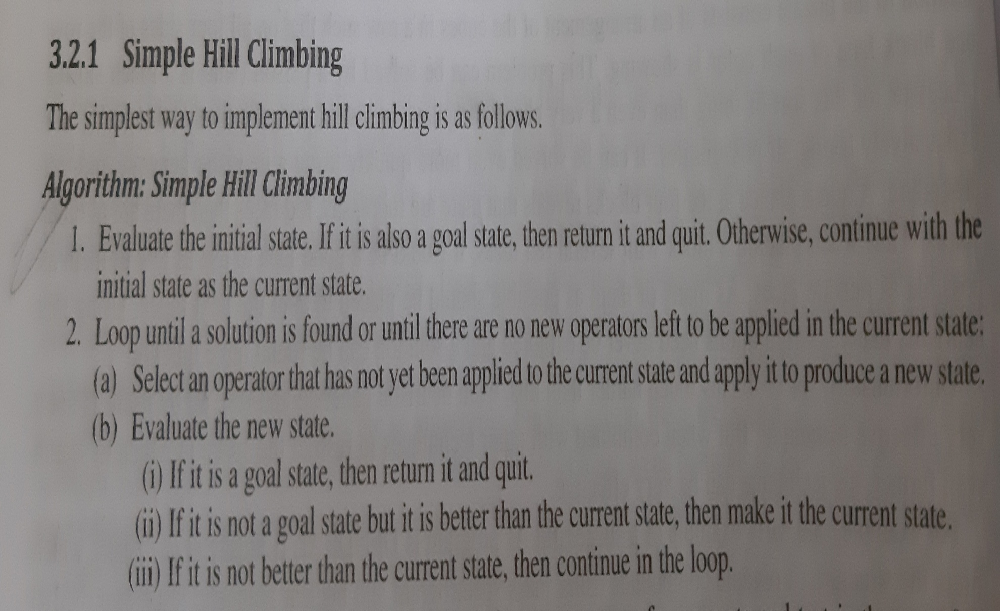 3.2.1 Simple Hill Climbing
The simplest way to implement hill climbing is as follows.
Algorithm: Simple Hill Climbing
1. Evaluate the initial state. If it is also a goal state, then return it and quit. Otherwise, continue with the
initial state as the current state.
2. Loop until a solution is found or until there are no new operators left to be applied in the current state:
(a) Select an operator that has not yet been applied to the current state and apply it to produce a new state.
(b) Evaluate the new state.
(i) If it is a goal state, then return it and quit.
(ii) If it is not a goal state but it is better than the current state, then make it the current state.
(iii) If it is not better than the current state, then continue in the loop.